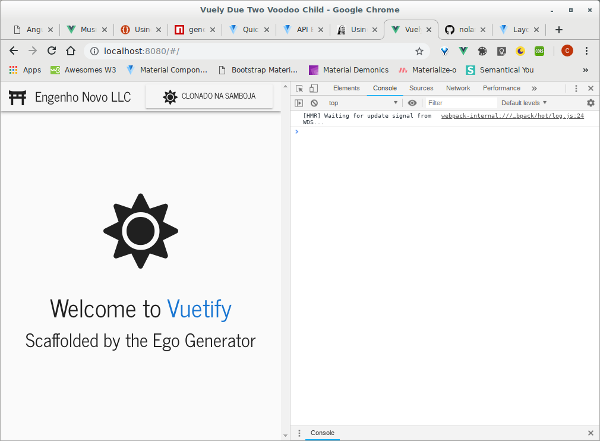 Vuely Due Two Voodoo Child - Google Chrome
Ang
Mus
Usin
gene
Quic
API E
Usin
Vuel
nola
Layo
localhost:8080/#/
C
Apps
Awesomes W3
Material Compon…
Bootstrap Materi…
Material Demonics
Materialize-o
Semantical You
»
Engenho Novo LLC
CLONADO NA SAMBOJA
Elements Console Sources Network Performance »
top Filter Default levels ▼
[HMR] Waiting for update signal from webpack-internal:///…bpack/hot/log.js:24
WDS...
Welcome to Vuetify
Scaffolded by the Ego Generator
Console